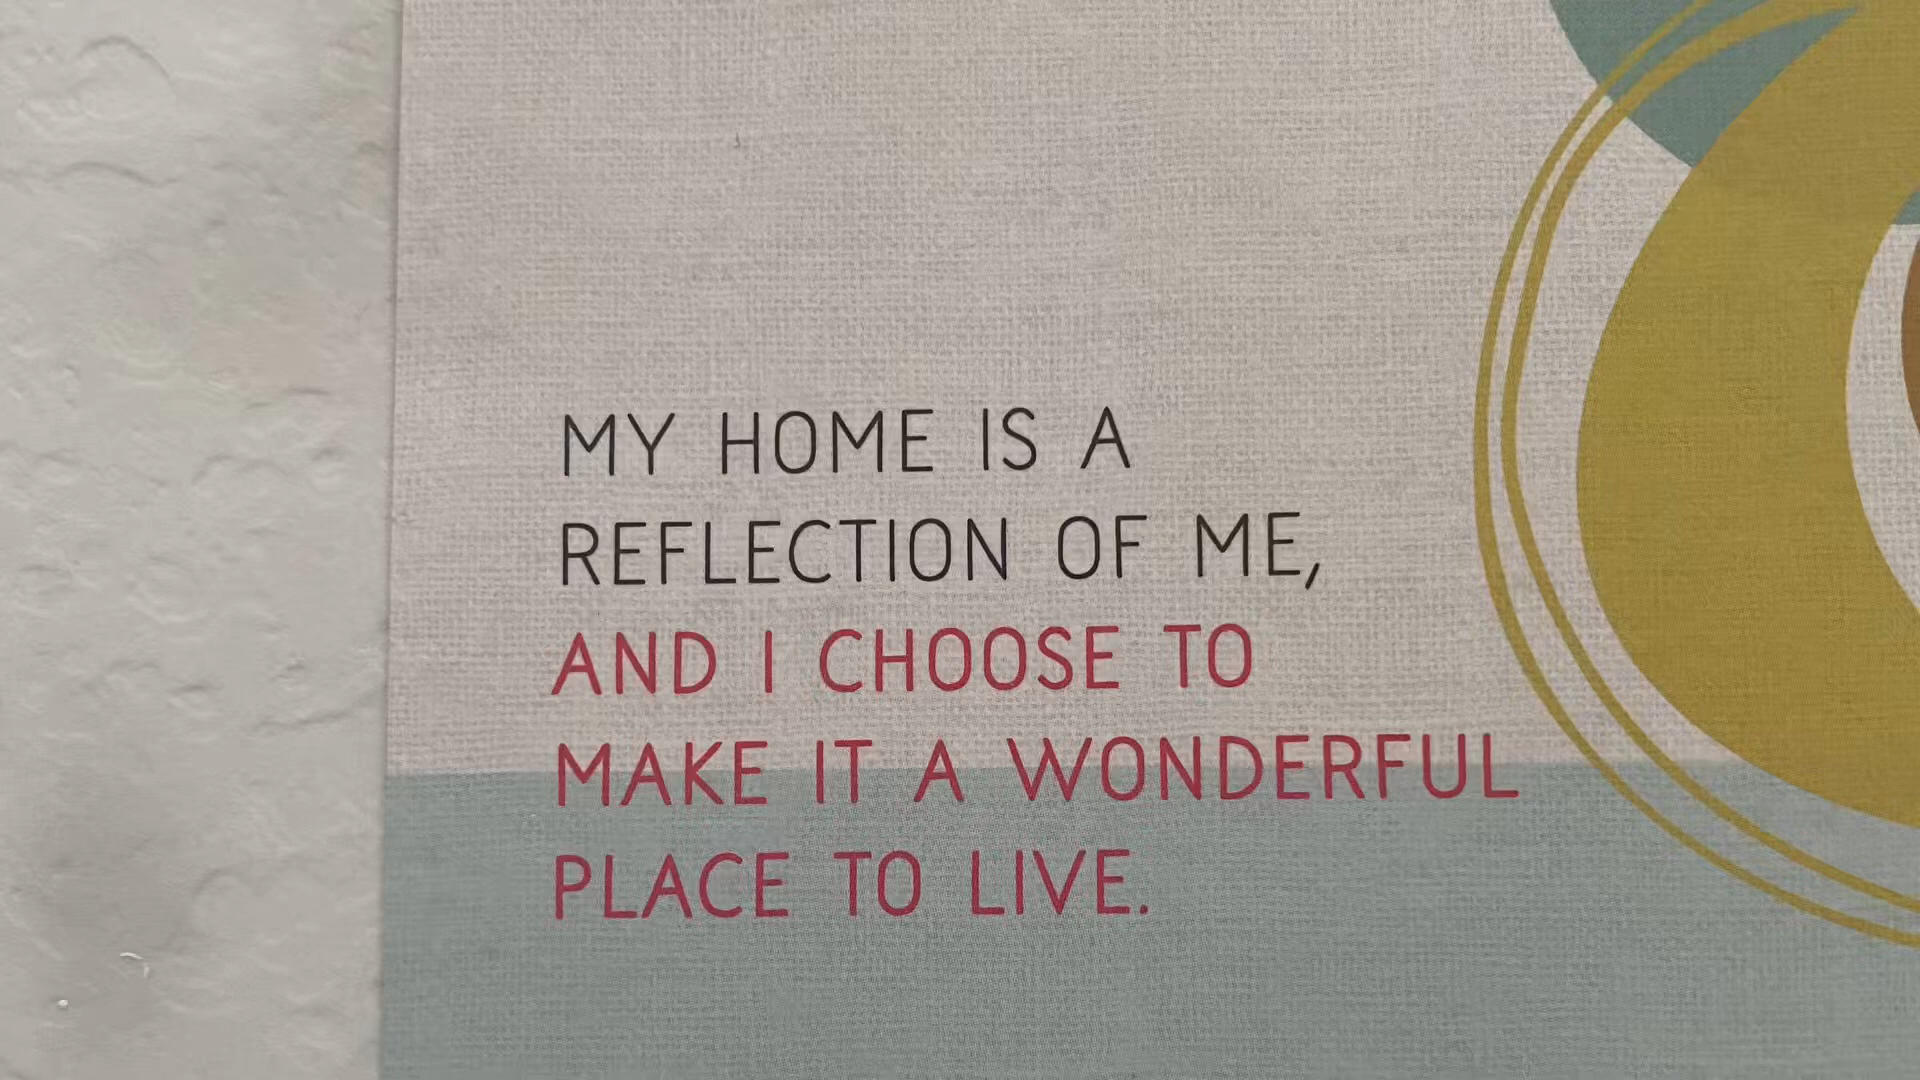 MY HOME IS A
REFLECTION OF ME,
AND I CHOOSE TO
MAKE IT A WONDERFUL
PLACE TO LIVE.